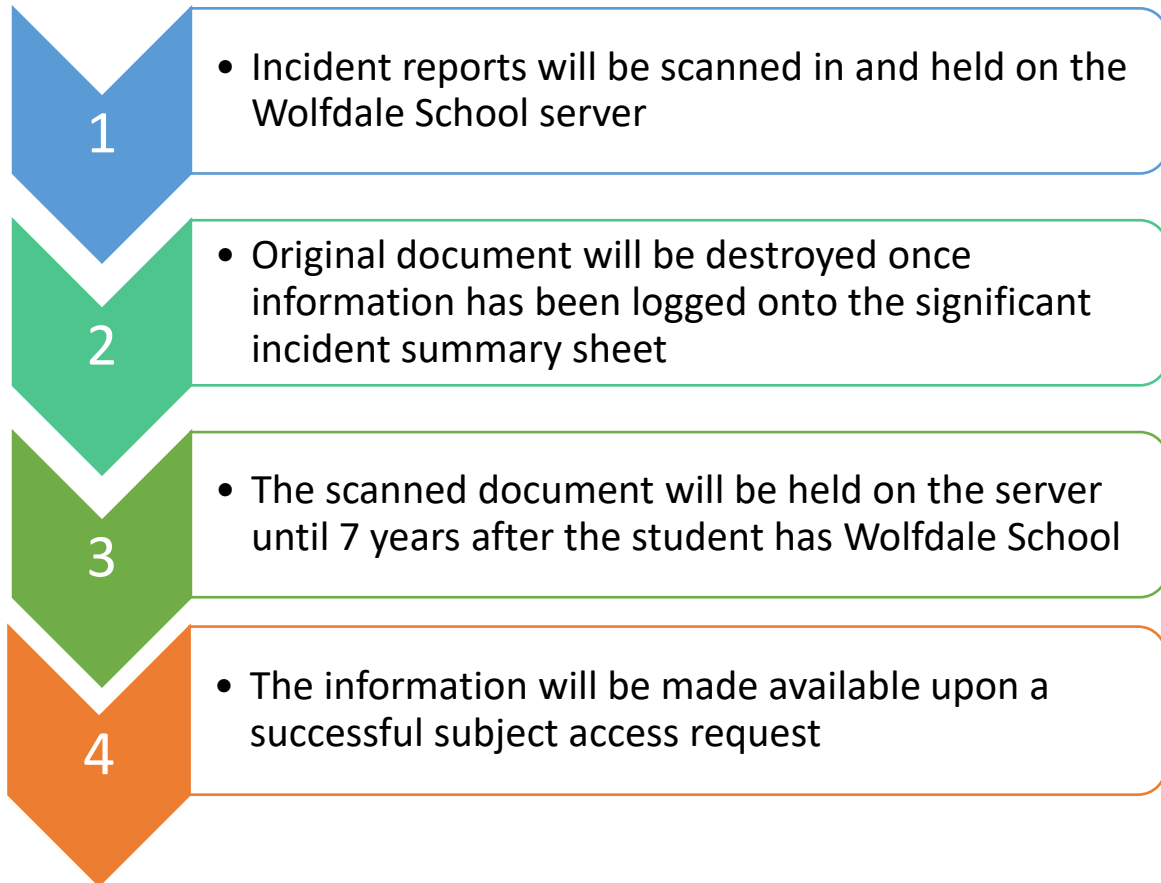 1
• Incident reports will be scanned in and held on the
Wolfdale School server
2
• Original document will be destroyed once
information has been logged onto the significant
incident summary sheet
3
• The scanned document will be held on the server
until 7 years after the student has Wolfdale School
4
• The information will be made available upon a
successful subject access request